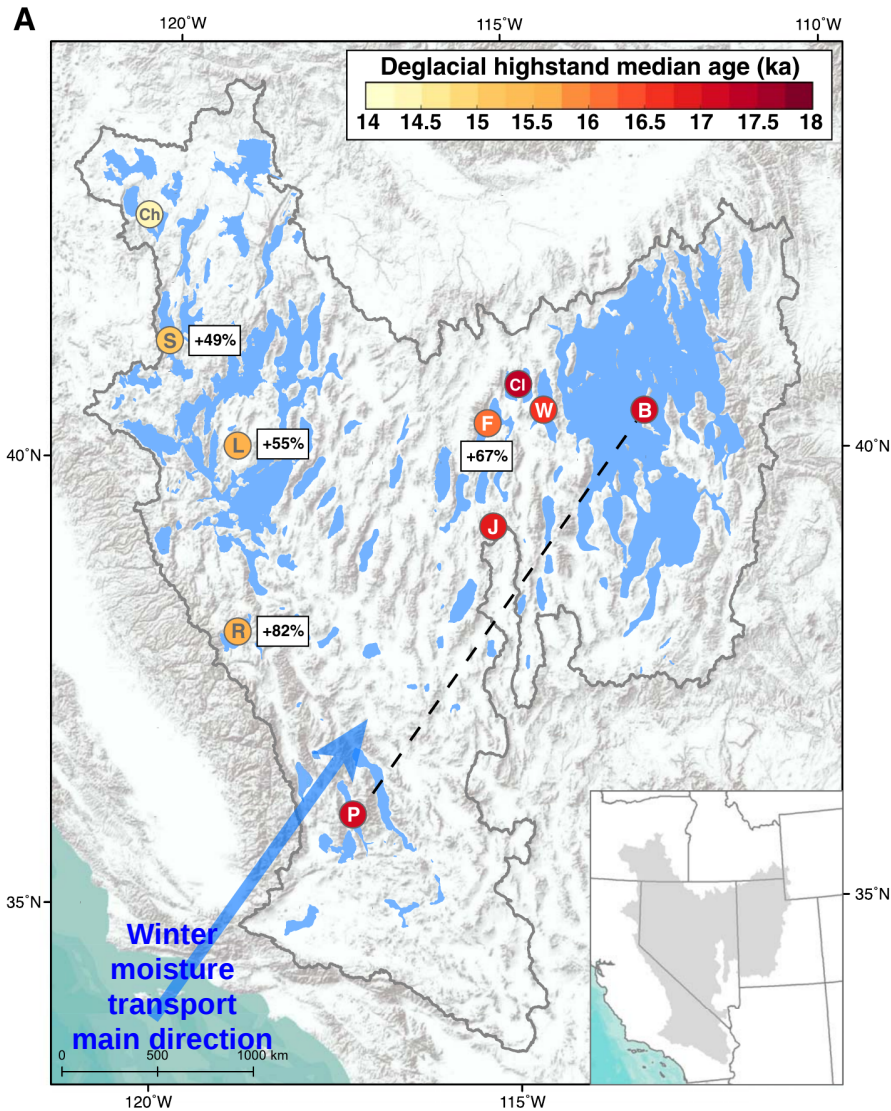 A
120°W 115°W 110°W
Deglacial highstand median age (ka)
14 14.5 15 15.5 16 16.5 17 17.5 18
Ch
S +49%
Cl
W
B
F
L +55%
+67%
40°N 40°N
J
R +82%
P
35°N 35°N
Winter
moisture
transport
main direction
0 500 1000 km
120°W 115°W